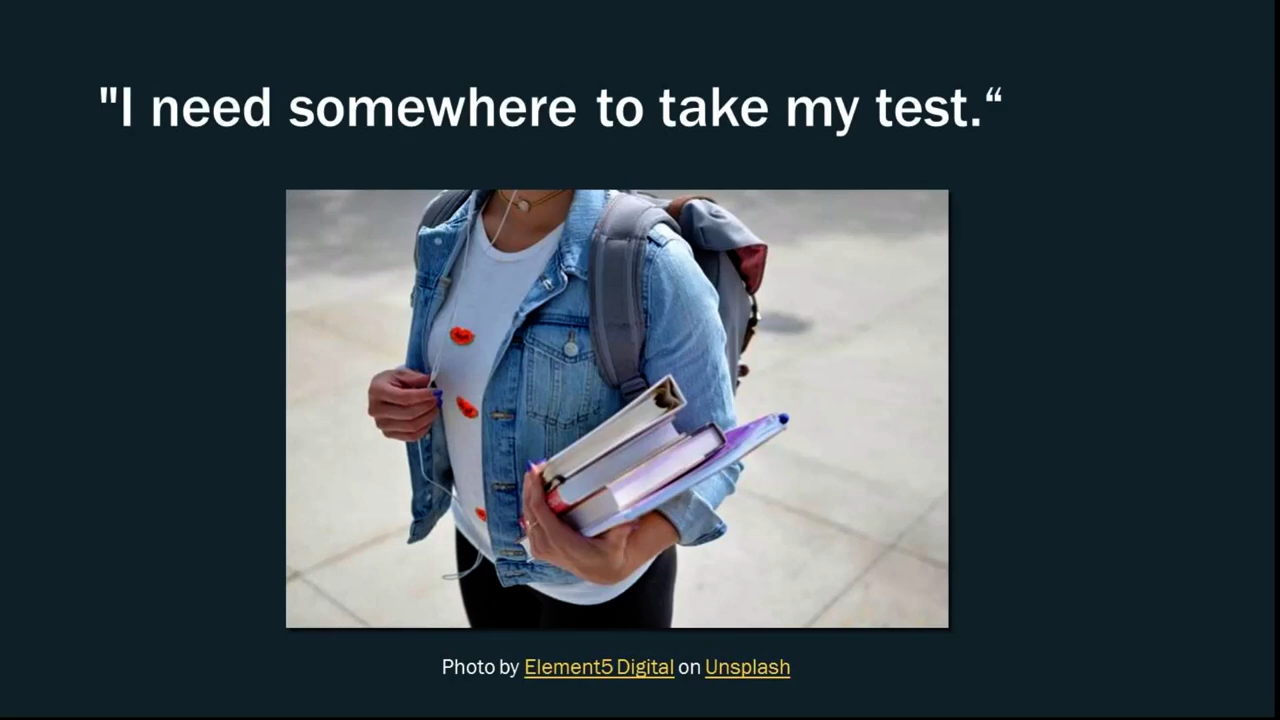 "I need somewhere to take my test.“
Photo by Element5 Digital on Unsplash